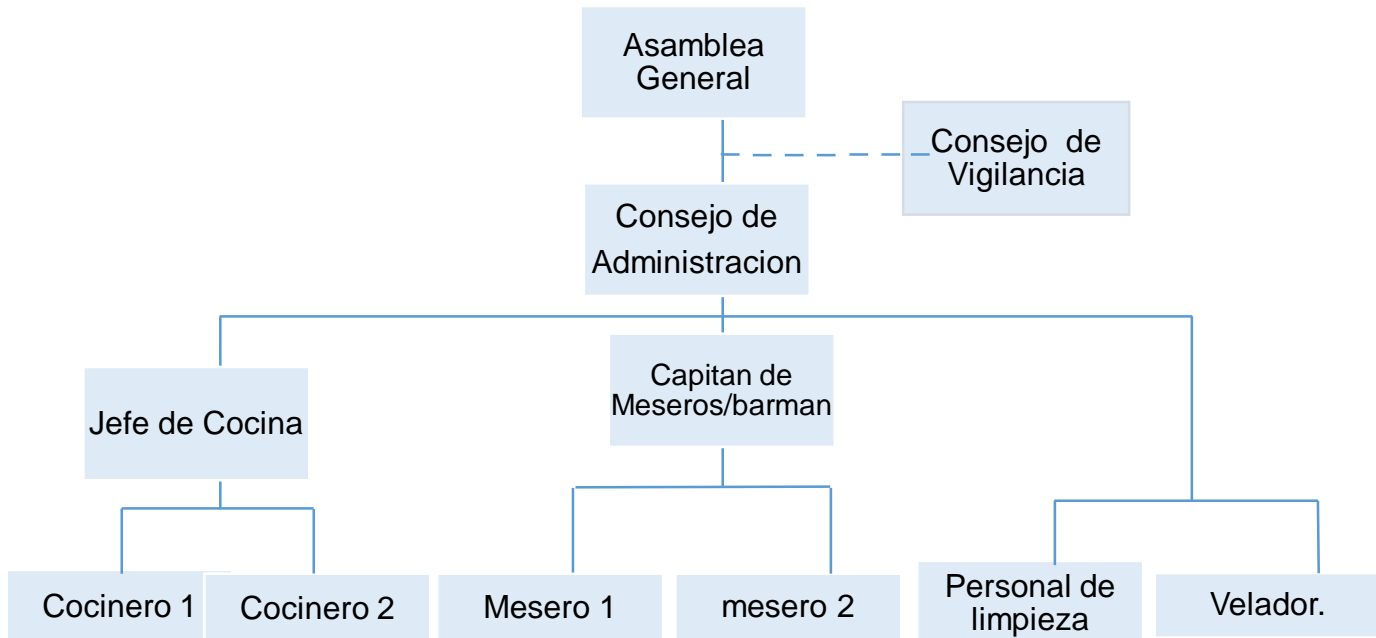 Asamblea
General
Consejo  de
Vigilancia
Consejo de
Administracion
Jefe de Cocina
Capitan de
Meseros/barman
Cocinero 1
Cocinero 2
Mesero 1
mesero 2
Personal de
limpieza
Velador.